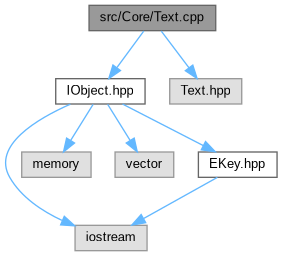 src/Core/Text.cpp
IObject.hpp
Text.hpp
memory
vector
EKey.hpp
iostream